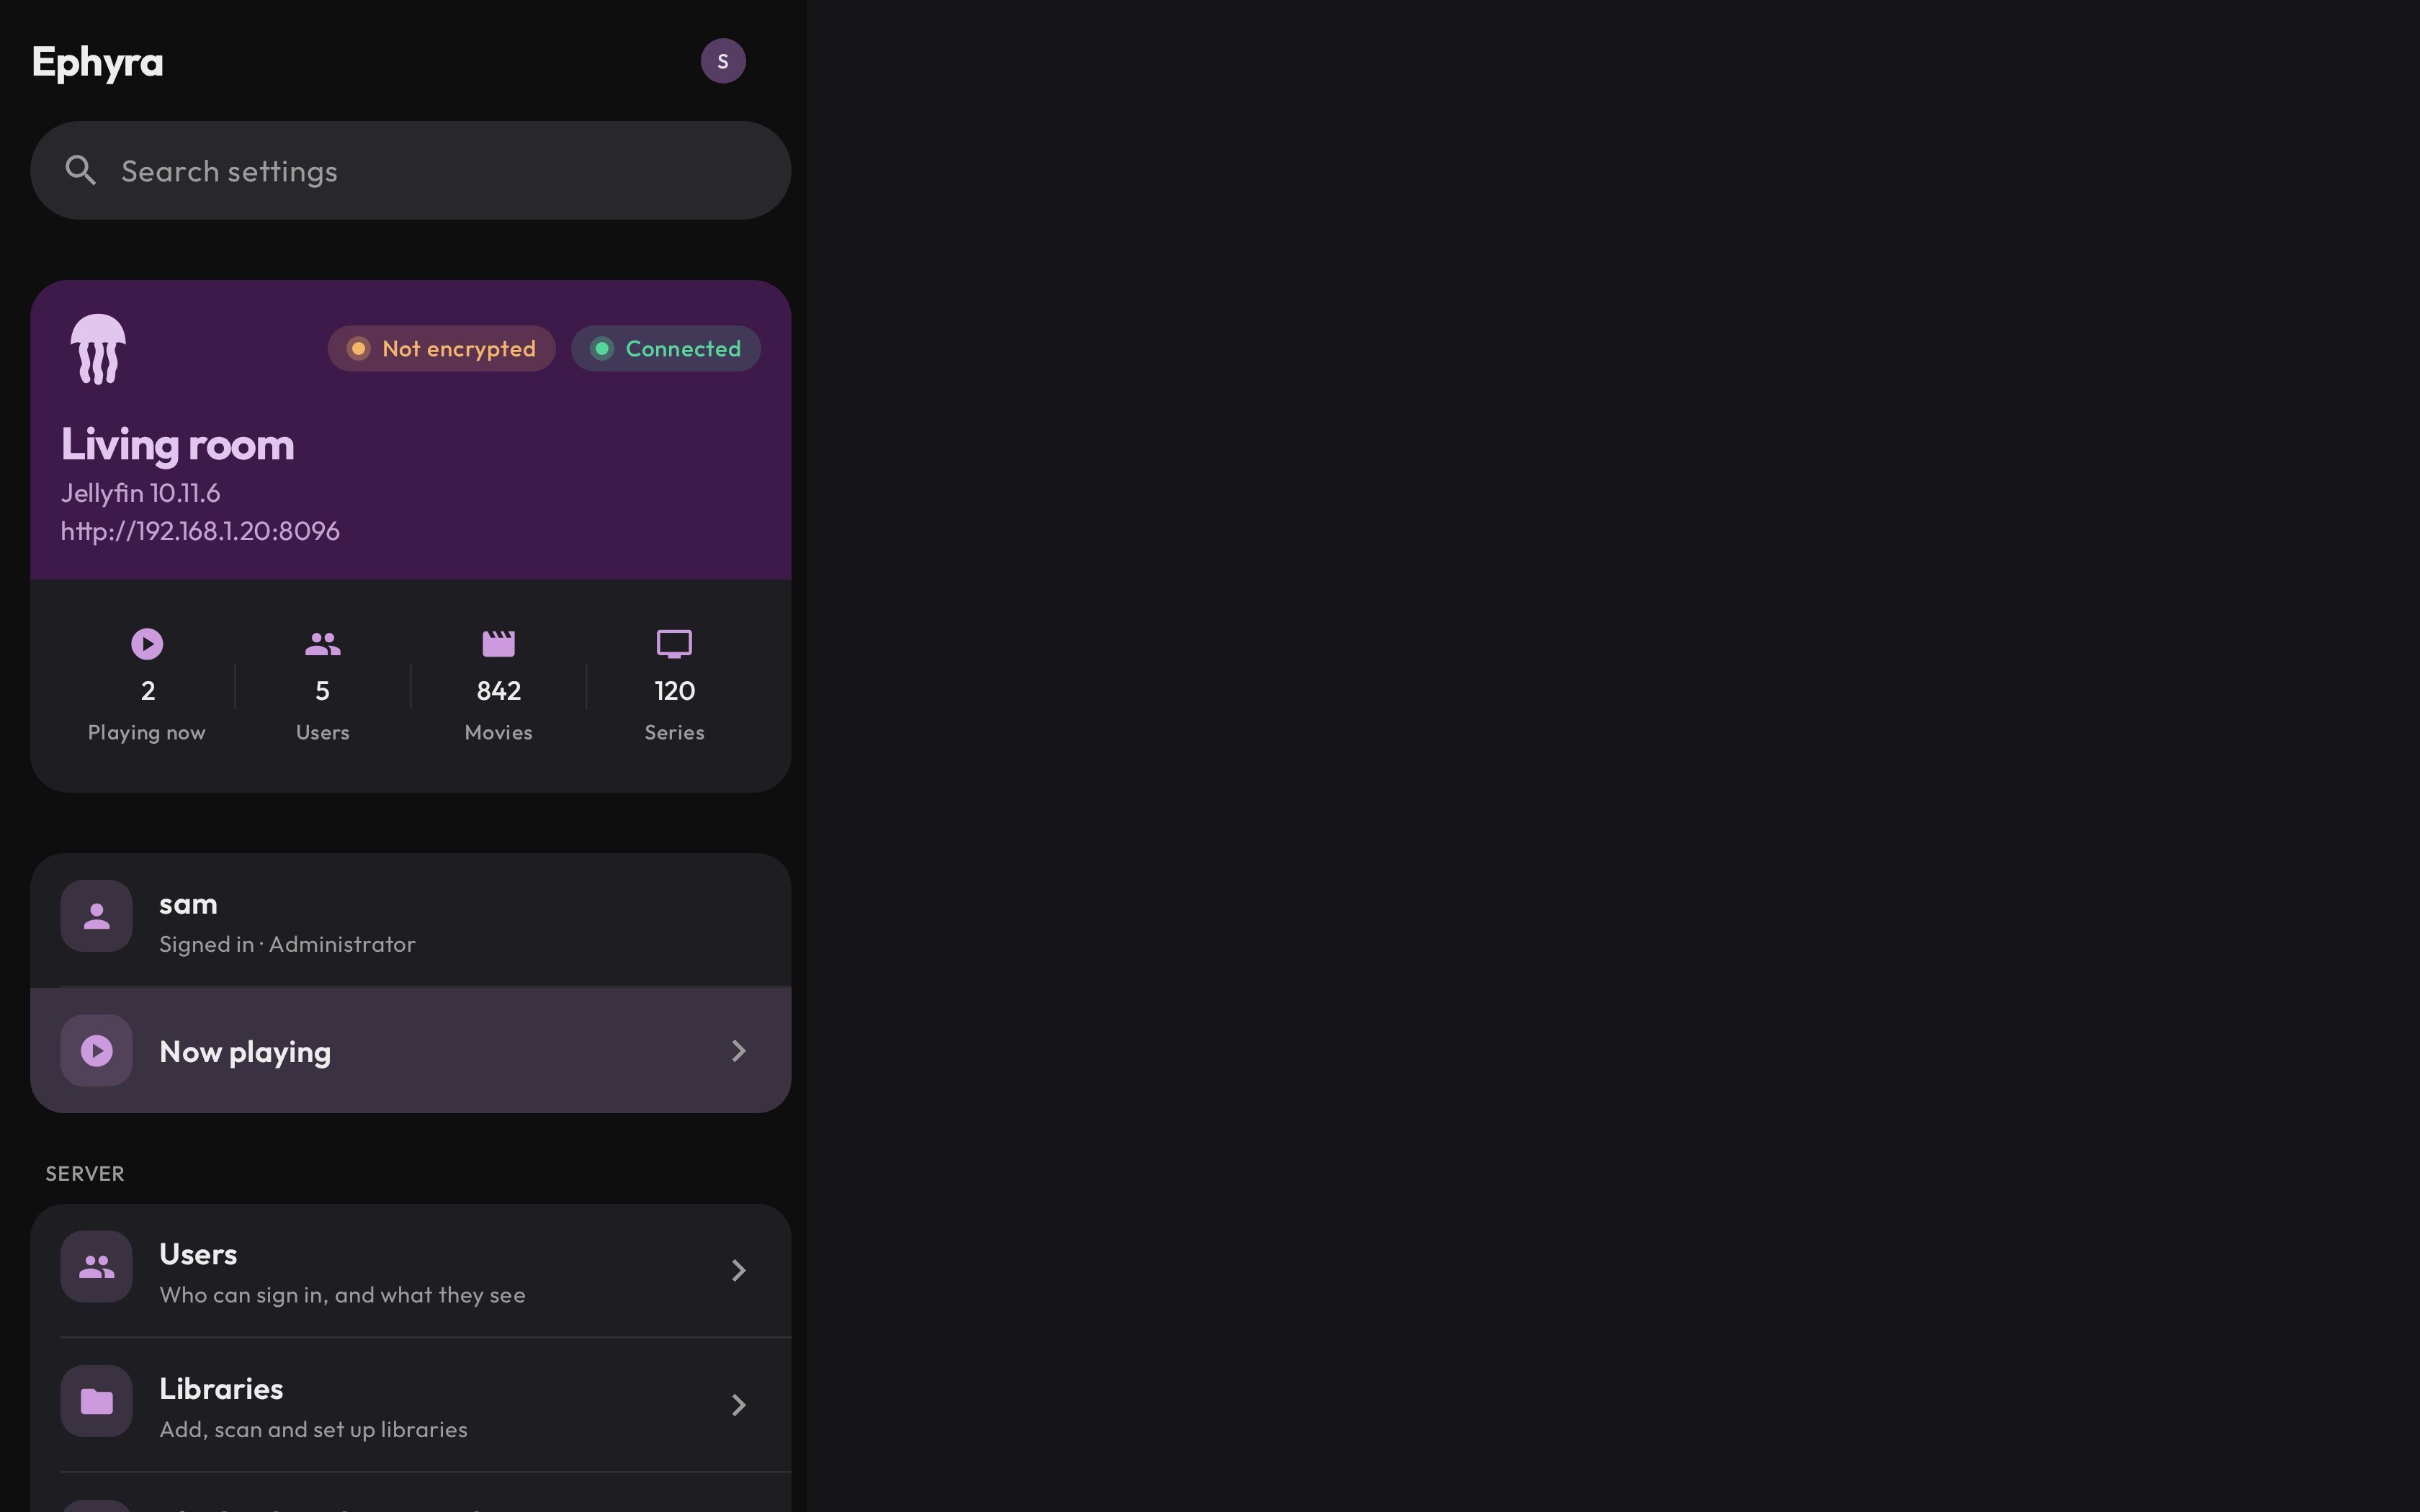 Ephyra
S
Search settings
Not encrypted
Connected
Living room
Jellyfin 10.11.6
http://192.168.1.20:8096
2
5
842
120
Playing now
Users
Movies
Series
sam
Signed in · Administrator
Now playing
SERVER
Users
Who can sign in, and what they see
Libraries
Add, scan and set up libraries